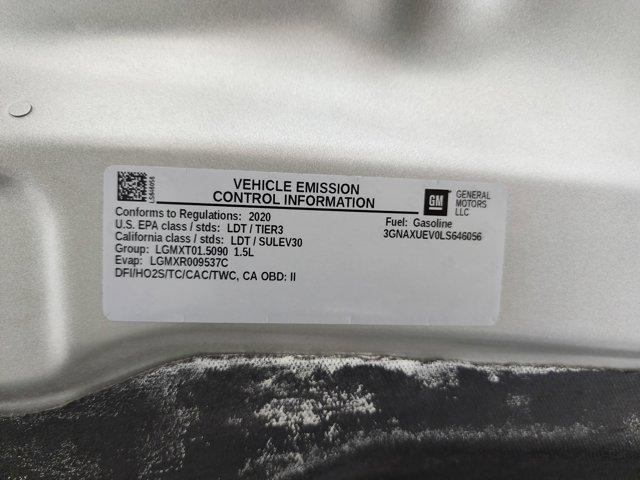 LS646056
VEHICLE EMISSION
CONTROL INFORMATION
GM
GENERAL
MOTORS
LLC
Conforms to Regulations: 2020
U.S. EPA class / stds: LDT / TIER3
California class / stds: LDT / SULEV30
Group: LGMXT01.5090 1.5L
Evap: LGMXR009537C
DFI/HO2S/TC/CAC/TWC, CA OBD: II
Fuel: Gasoline
3GNAXUEV0LS646056